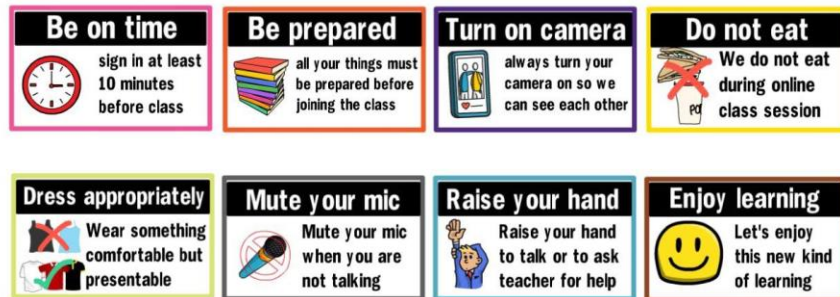 Be on time
sign in at least
10 minutes
before class
Be prepared
all your things must
be prepared before
joining the class
Turn on camera
always turn your
camera on so we
can see each other
Do not eat
We do not eat
during online
class session
Dress appropriately
Wear something
comfortable but
presentable
Mute your mic
Mute your mic
when you are
not talking
Raise your hand
Raise your hand
to talk or to ask
teacher for help
Enjoy learning
Let's enjoy
this new kind
of learning